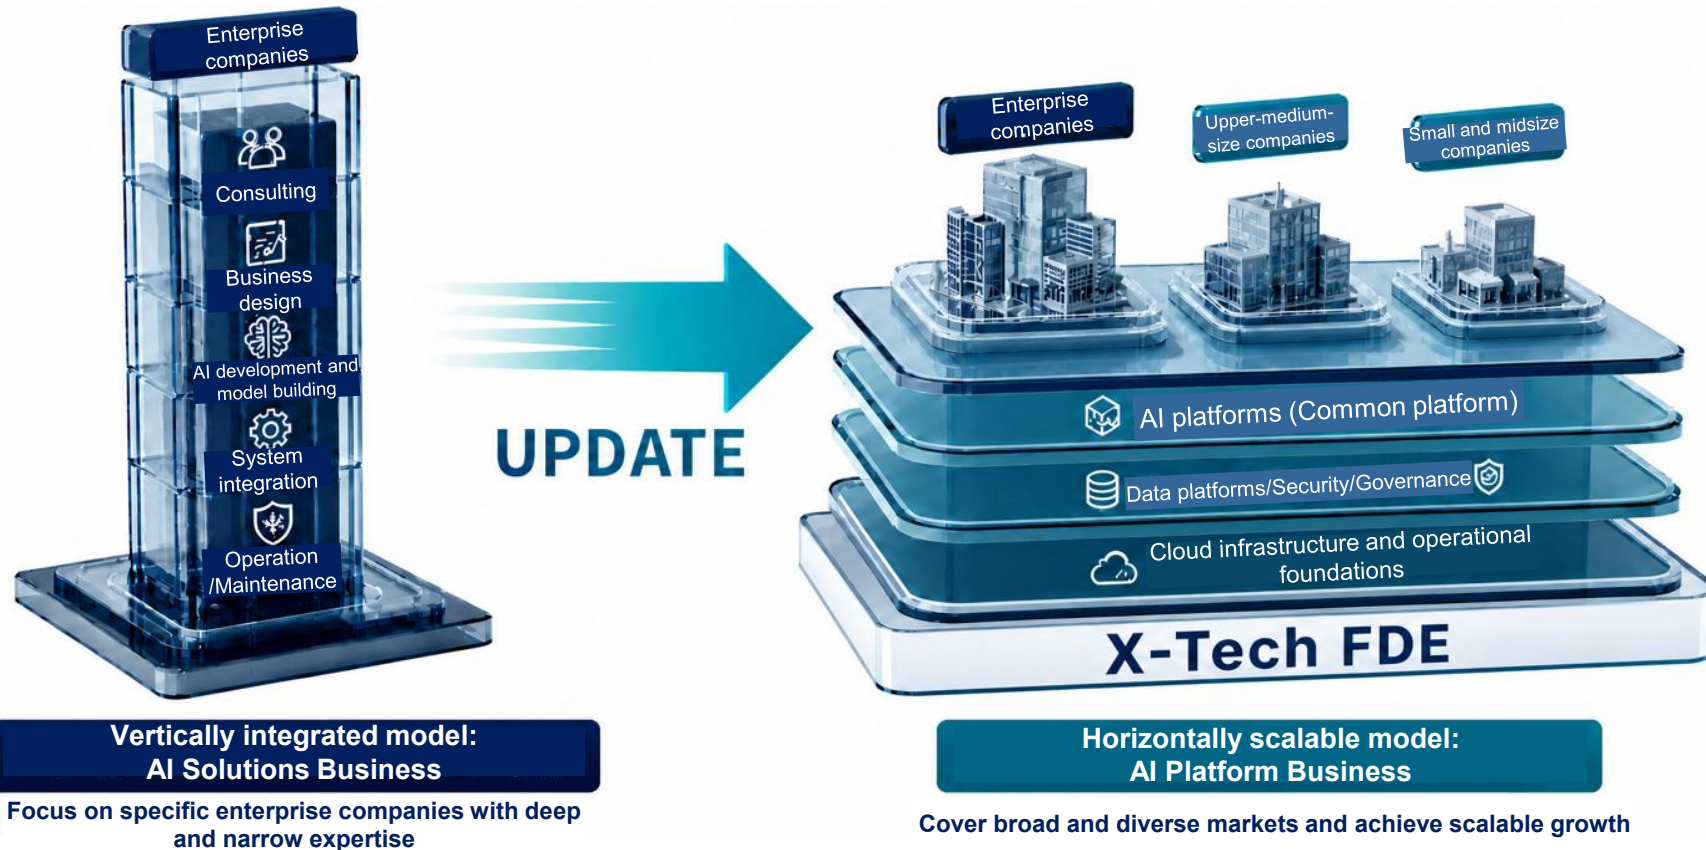 Enterprise
companies
Consulting
Business
design
AI development and
model building
System
integration
Operation
/Maintenance
Vertically integrated model:
AI Solutions Business
Focus on specific enterprise companies with deep
and narrow expertise
UPDATE
Enterprise
companies
Upper-medium-
size companies
Small and midsize
companies
AI platforms (Common platform)
Data platforms/Security/Governance
Cloud infrastructure and operational
foundations
X-Tech FDE
Horizontally scalable model:
AI Platform Business
Cover broad and diverse markets and achieve scalable growth